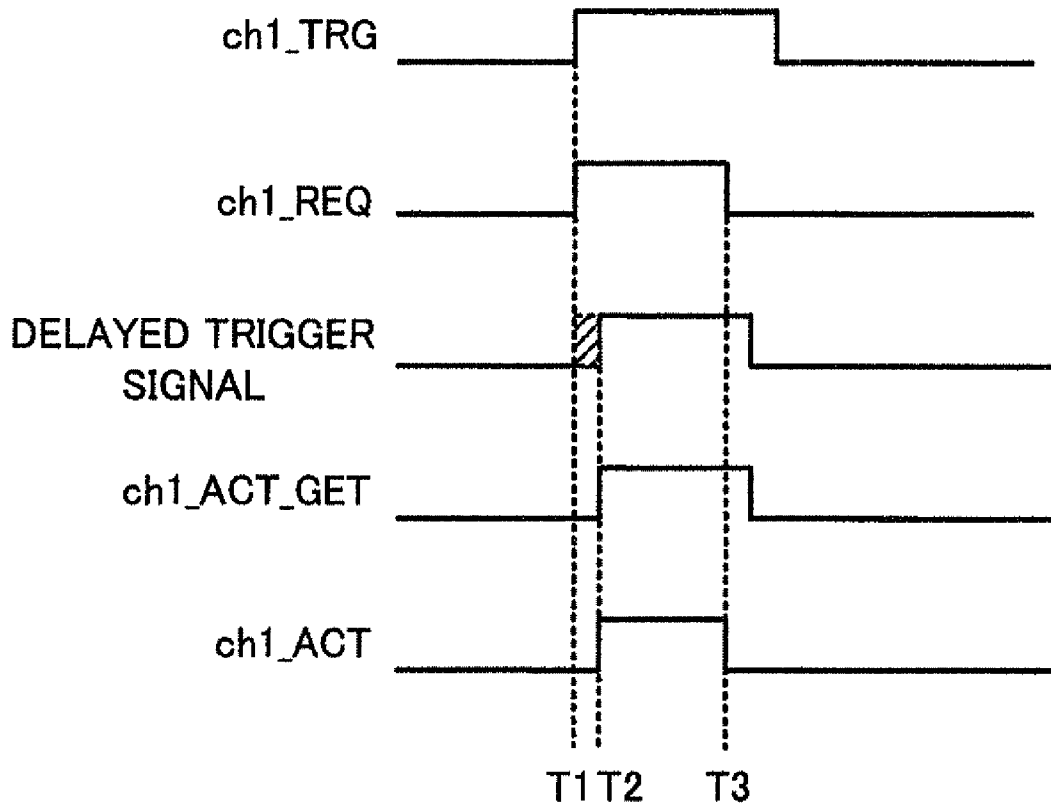 ch1_TRG
ch1_REQ
DELAYED TRIGGER
SIGNAL
ch1_ACT_GET
ch1_ACT
T1 T2 T3